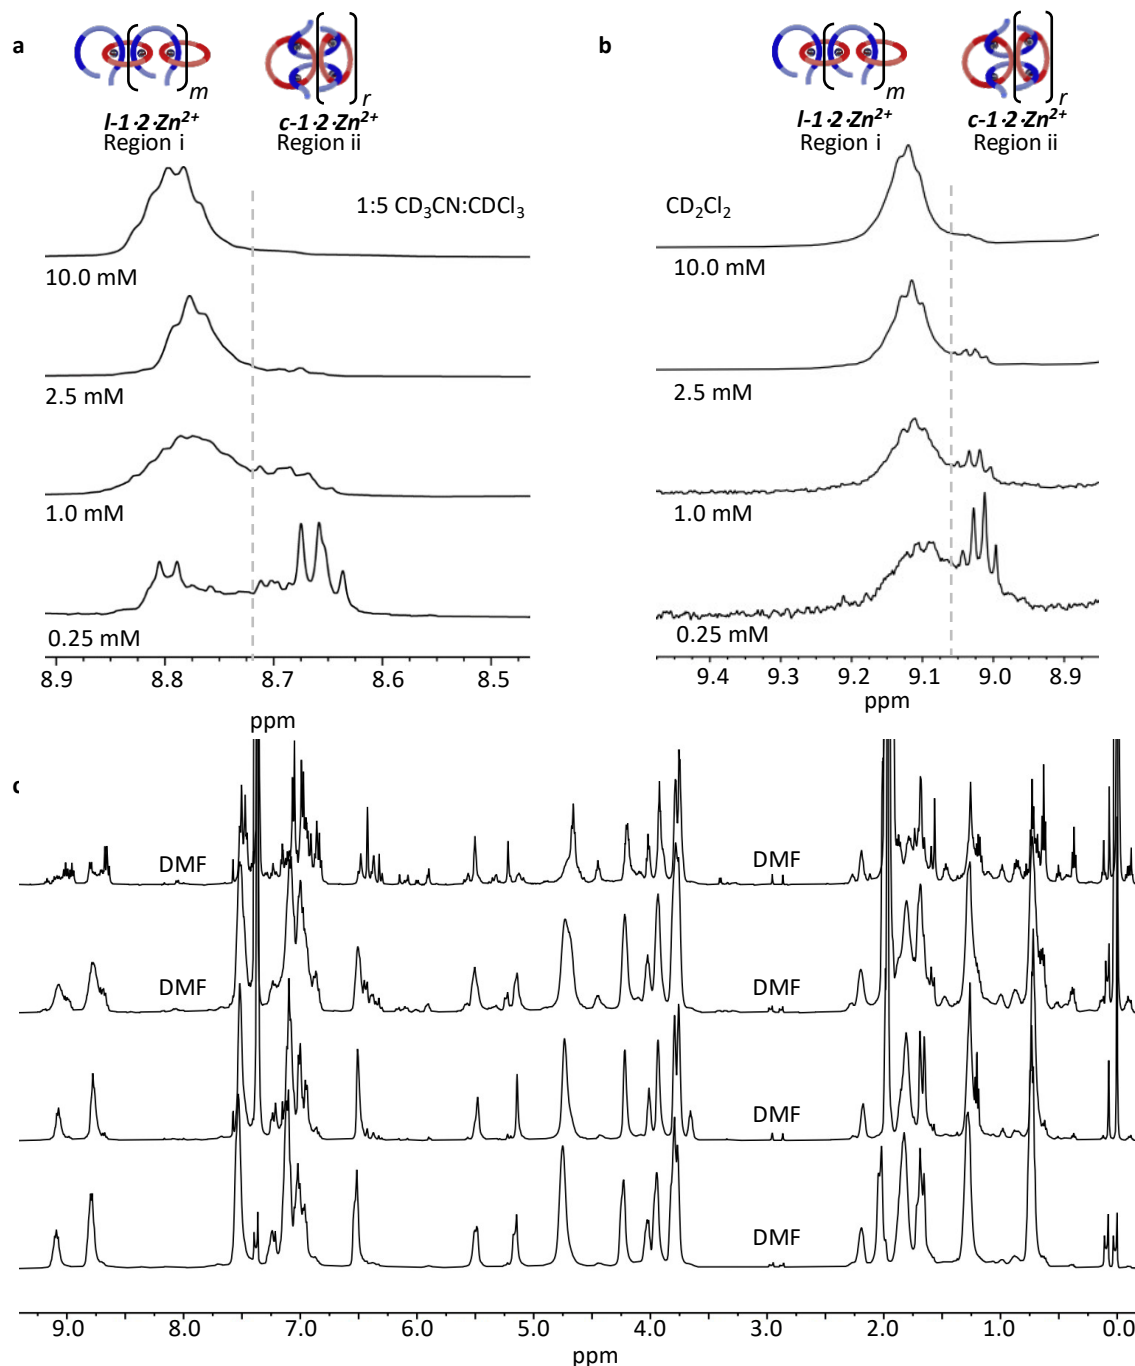 a
m
r
l-1·2·Zn²⁺
c-1·2·Zn²⁺
Region i
Region ii
1:5 CD₃CN:CDCl₃
10.0 mM
2.5 mM
1.0 mM
0.25 mM
8.9 8.8 8.7 8.6 8.5
ppm
b
m
r
l-1·2·Zn²⁺
c-1·2·Zn²⁺
Region i
Region ii
CD₂Cl₂
10.0 mM
2.5 mM
1.0 mM
0.25 mM
9.4 9.3 9.2 9.1 9.0 8.9
ppm
DMF DMF
DMF DMF
DMF
DMF
9.0 8.0 7.0 6.0 5.0 4.0 3.0 2.0 1.0 0.0
ppm